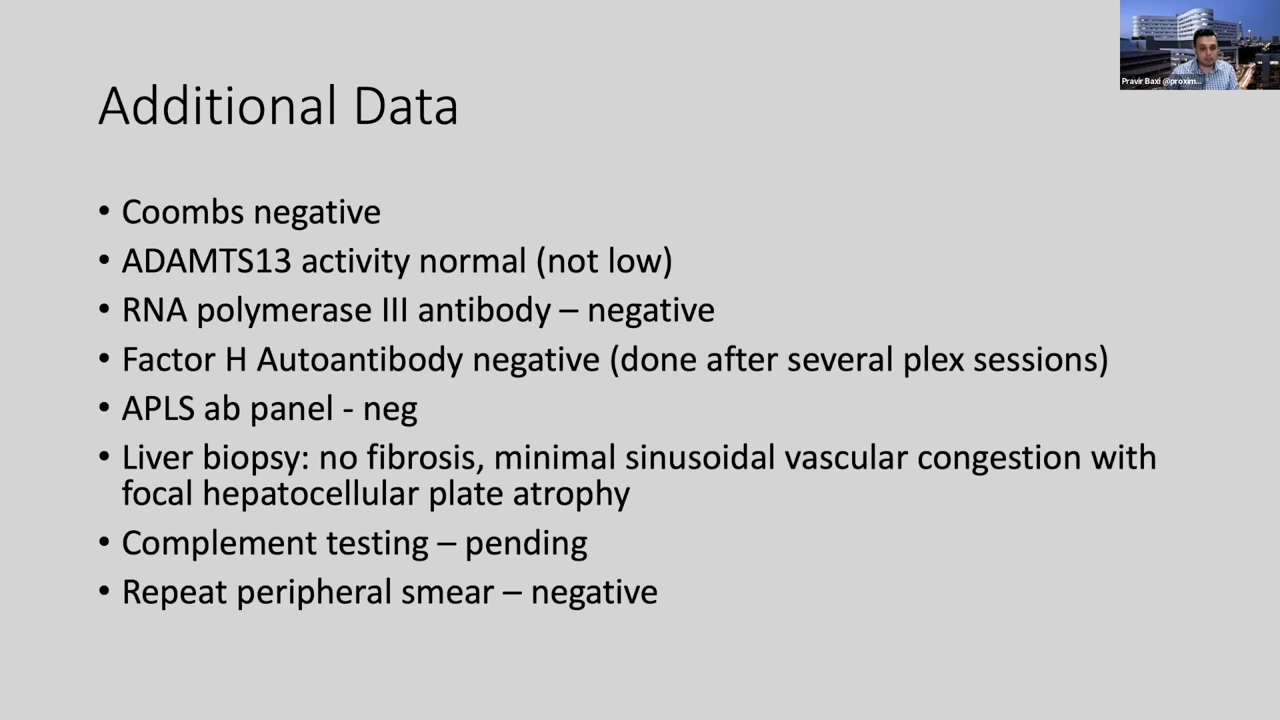 Pravir Baxi @proxim...
Additional Data
• Coombs negative
• ADAMTS13 activity normal (not low)
• RNA polymerase III antibody – negative
• Factor H Autoantibody negative (done after several plex sessions)
• APLS ab panel - neg
• Liver biopsy: no fibrosis, minimal sinusoidal vascular congestion with
focal hepatocellular plate atrophy
• Complement testing – pending
• Repeat peripheral smear – negative